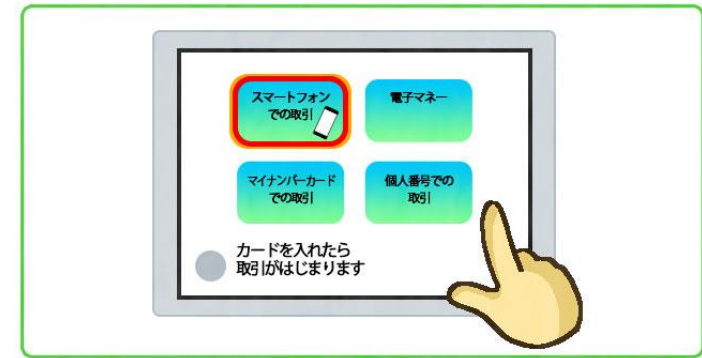 スマートフォン
での取引
電子マネー
マイナンバーカード
での取引
個人番号での
取引
カードを入れたら
取引がはじまります